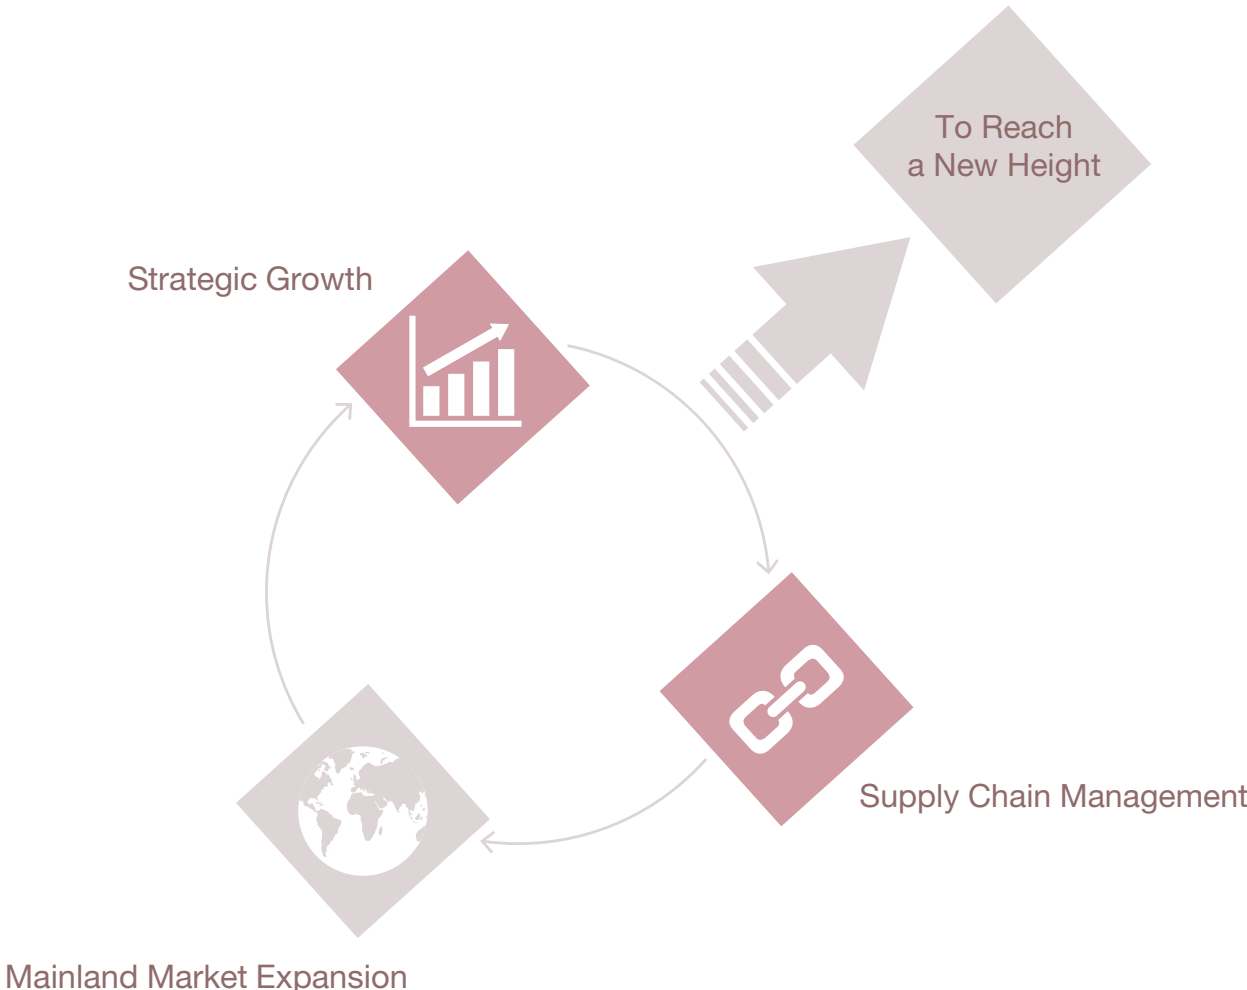 To Reach
a New Height
Strategic Growth
Supply Chain Management
Mainland Market Expansion